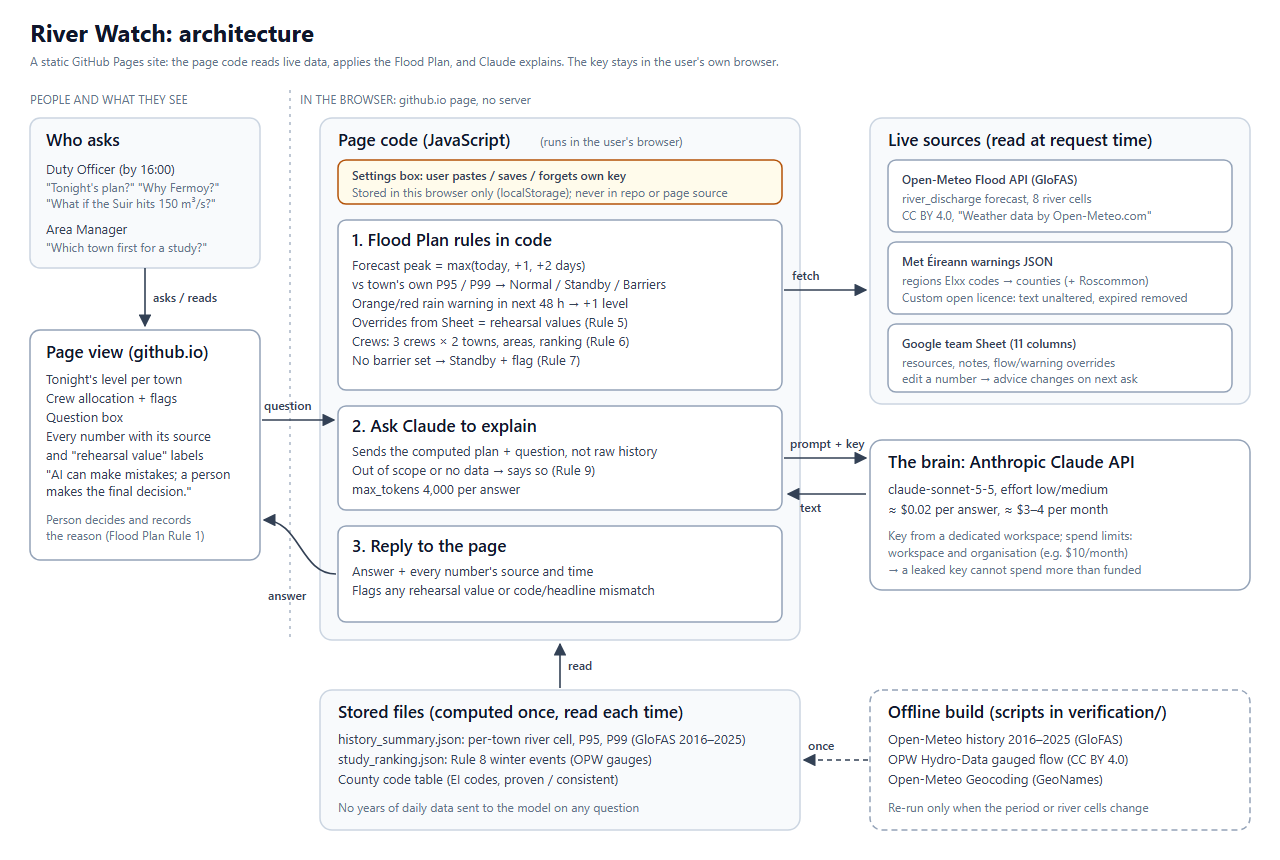 River Watch: architecture
A static GitHub Pages site: the page code reads live data, applies the Flood Plan, and Claude explains. The key stays in the user's own browser.
PEOPLE AND WHAT THEY SEE
IN THE BROWSER: github.io page, no server
Who asks
Duty Officer (by 16:00)
"Tonight's plan?" "Why Fermoy?"
"What if the Suir hits 150 m³/s?"
Area Manager
"Which town first for a study?"
asks / reads
Page view (github.io)
Tonight's level per town
Crew allocation + flags
Question box
Every number with its source
and "rehearsal value" labels
"AI can make mistakes; a person
makes the final decision."
Person decides and records
the reason (Flood Plan Rule 1)
question
answer
Page code (JavaScript)
(runs in the user's browser)
Settings box: user pastes / saves / forgets own key
Stored in this browser only (localStorage); never in repo or page source
1. Flood Plan rules in code
Forecast peak = max(today, +1, +2 days)
vs town's own P95 / P99 → Normal / Standby / Barriers
Orange/red rain warning in next 48 h → +1 level
Overrides from Sheet = rehearsal values (Rule 5)
Crews: 3 crews × 2 towns, areas, ranking (Rule 6)
No barrier set → Standby + flag (Rule 7)
2. Ask Claude to explain
Sends the computed plan + question, not raw history
Out of scope or no data → says so (Rule 9)
max_tokens 4,000 per answer
3. Reply to the page
Answer + every number's source and time
Flags any rehearsal value or code/headline mismatch
fetch
prompt + key
text
Live sources (read at request time)
Open-Meteo Flood API (GloFAS)
river_discharge forecast, 8 river cells
CC BY 4.0, "Weather data by Open-Meteo.com"
Met Éireann warnings JSON
regions EIxx codes → counties (+ Roscommon)
Custom open licence: text unaltered, expired removed
Google team Sheet (11 columns)
resources, notes, flow/warning overrides
edit a number → advice changes on next ask
The brain: Anthropic Claude API
claude-sonnet-5-5, effort low/medium
≈ $0.02 per answer, ≈ $3–4 per month
Key from a dedicated workspace; spend limits:
workspace and organisation (e.g. $10/month)
→ a leaked key cannot spend more than funded
read
Stored files (computed once, read each time)
history_summary.json: per-town river cell, P95, P99 (GloFAS 2016–2025)
study_ranking.json: Rule 8 winter events (OPW gauges)
County code table (EI codes, proven / consistent)
No years of daily data sent to the model on any question
once
Offline build (scripts in verification/)
Open-Meteo history 2016–2025 (GloFAS)
OPW Hydro-Data gauged flow (CC BY 4.0)
Open-Meteo Geocoding (GeoNames)
Re-run only when the period or river cells change